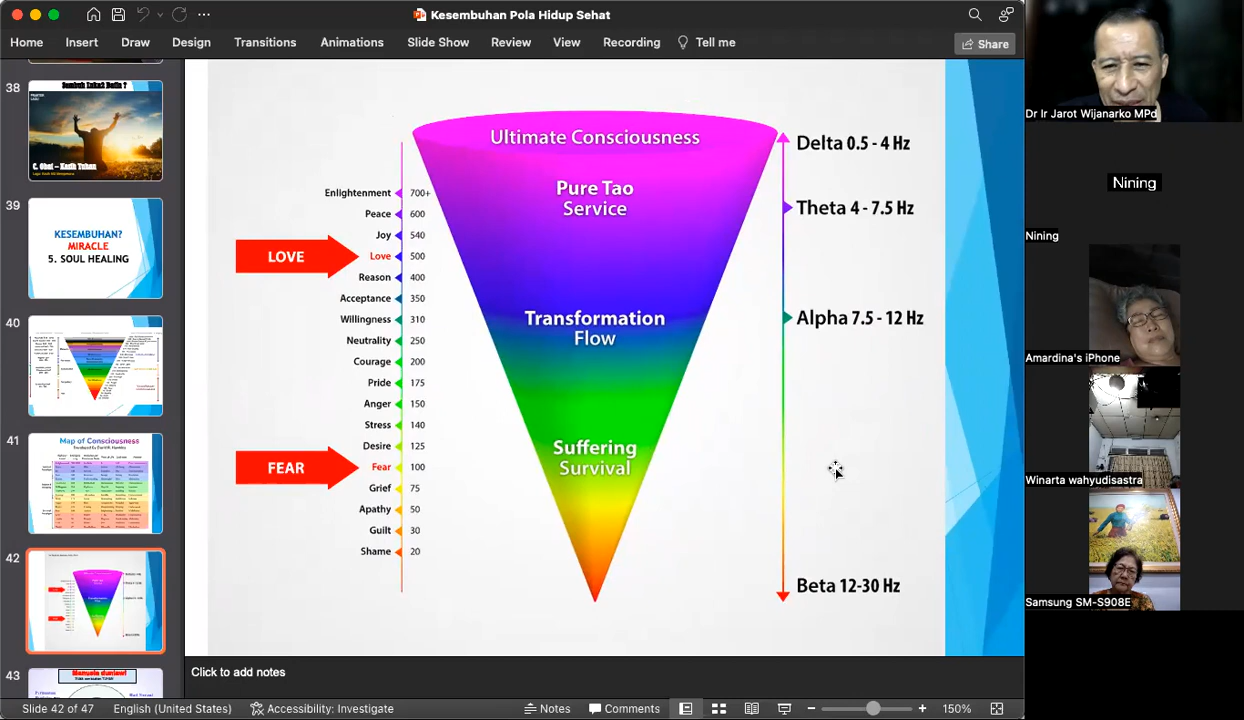 Kesembuhan Pola Hidup Sehat
Home Insert Draw Design Transitions Animations Slide Show Review View Recording Tell me Share
38
C. Obat – Kasih Tuhan
39
KESEMBUHAN?
MIRACLE
5. SOUL HEALING
40
41
Map of Consciousness
42
43
Ultimate Consciousness
Pure Tao
Service
Transformation
Flow
Suffering
Survival
Enlightenment 700+
Peace 600
Joy 540
LOVE
Love 500
Reason 400
Acceptance 350
Willingness 310
Neutrality 250
Courage 200
Pride 175
Anger 150
Stress 140
Desire 125
FEAR
Fear 100
Grief 75
Apathy 50
Guilt 30
Shame 20
Delta 0.5 - 4 Hz
Theta 4 - 7.5 Hz
Alpha 7.5 - 12 Hz
Beta 12-30 Hz
Click to add notes
Slide 42 of 47 English (United States) Accessibility: Investigate Notes Comments 150%
Dr Ir Jarot Wijanarko MPd
Nining
Nining
Amardina's iPhone
Winarta wahyudisastra
Samsung SM-S908E